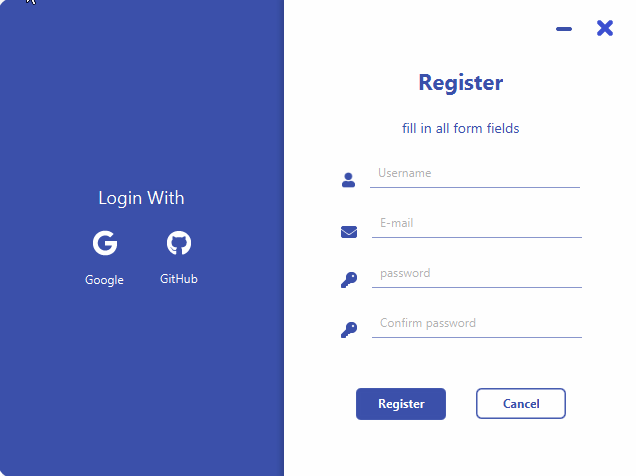 Login With
Google
GitHub
Register
fill in all form fields
Username
E-mail
password
Confirm password
Register
Cancel